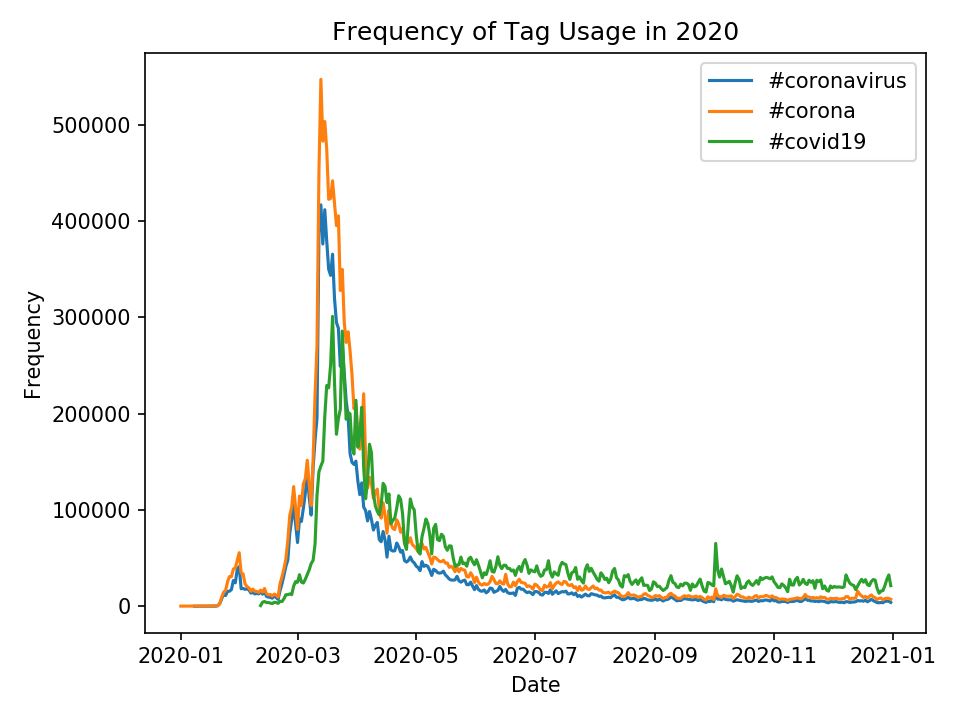 Frequency of Tag Usage in 2020
#coronavirus
#corona
#covid19
Frequency
500000
400000
300000
200000
100000
0
2020-01 2020-03 2020-05 2020-07 2020-09 2020-11 2021-01
Date